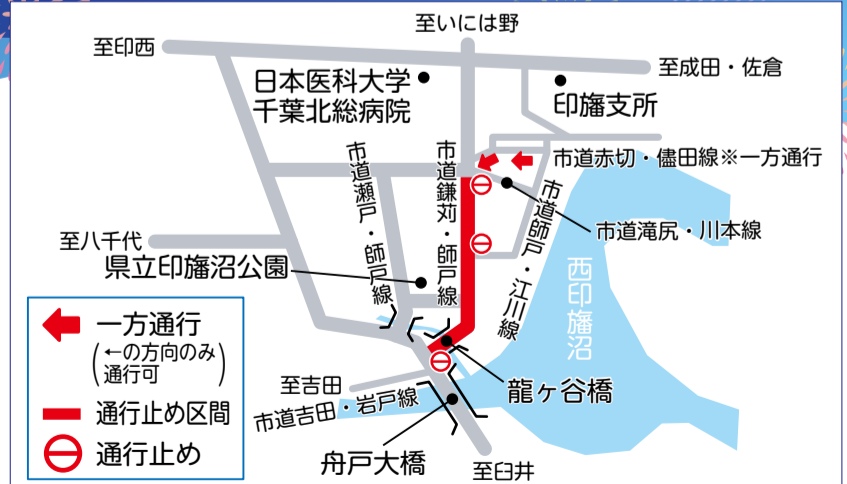 至いには野
至印西
至成田・佐倉
日本医科大学
千葉北総病院
印旛支所
市道赤切・儘田線※一方通行
市道瀬戸・師戸線
市道鎌苅・師戸線
市道師戸・江川線
市道滝尻・川本線
至八千代
県立印旛沼公園
西印旛沼
一方通行
(←の方向のみ
通行可)
通行止め区間
通行止め
至吉田
市道吉田・岩戸線
龍ヶ谷橋
舟戸大橋
至臼井